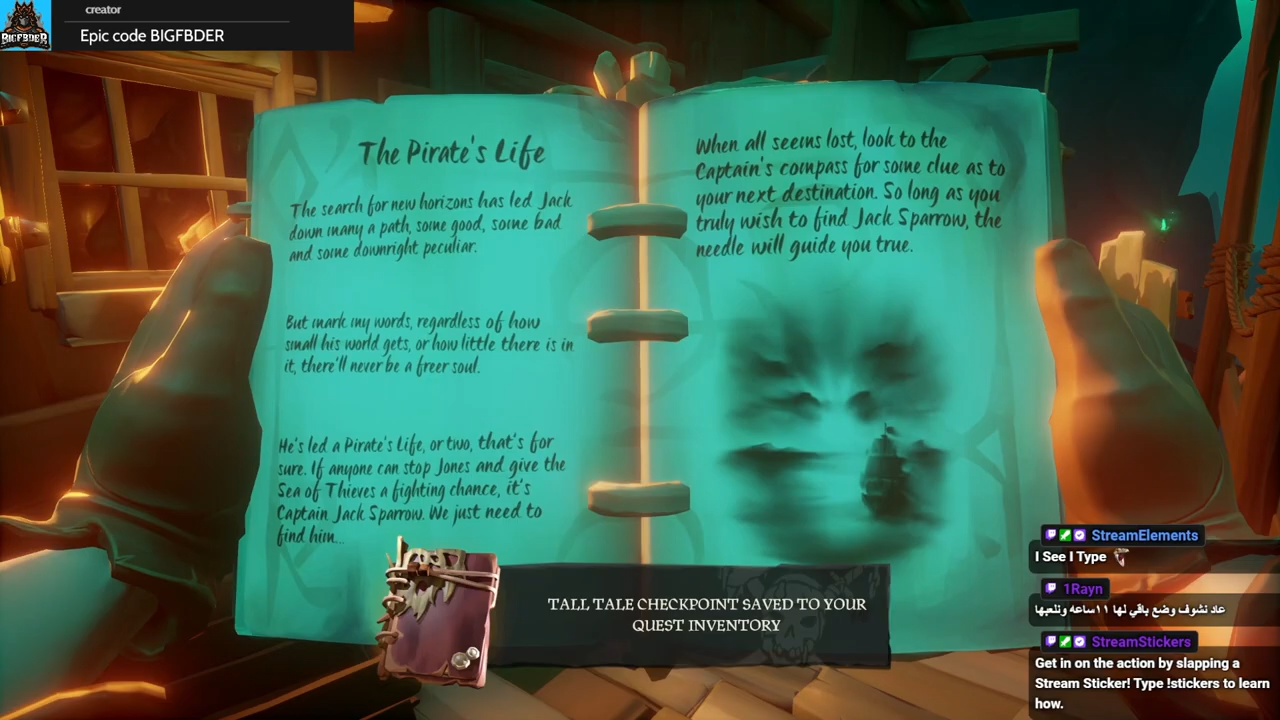 creator
Epic code BIGFBDER
BIGFBDER
The Pirate's Life
The search for new horizons has led Jack
down many a path, some good, some bad
and some downright peculiar.
But mark my words, regardless of how
small his world gets, or how little there is in
it, there'll never be a freer soul.
He's led a Pirate's Life, or two, that's for
sure. If anyone can stop Jones and give the
Sea of Thieves a fighting chance, it's
Captain Jack Sparrow. We just need to
find him...
When all seems lost, look to the
Captain's compass for some clue as to
your next destination. So long as you
truly wish to find Jack Sparrow, the
needle will guide you true.
TALL TALE CHECKPOINT SAVED TO YOUR
QUEST INVENTORY
StreamElements
I See I Type
1Rayn
عاد نشوف وضع باقي لها ١١ساعه ونلعبها
StreamStickers
Get in on the action by slapping a
Stream Sticker! Type !stickers to learn
how.